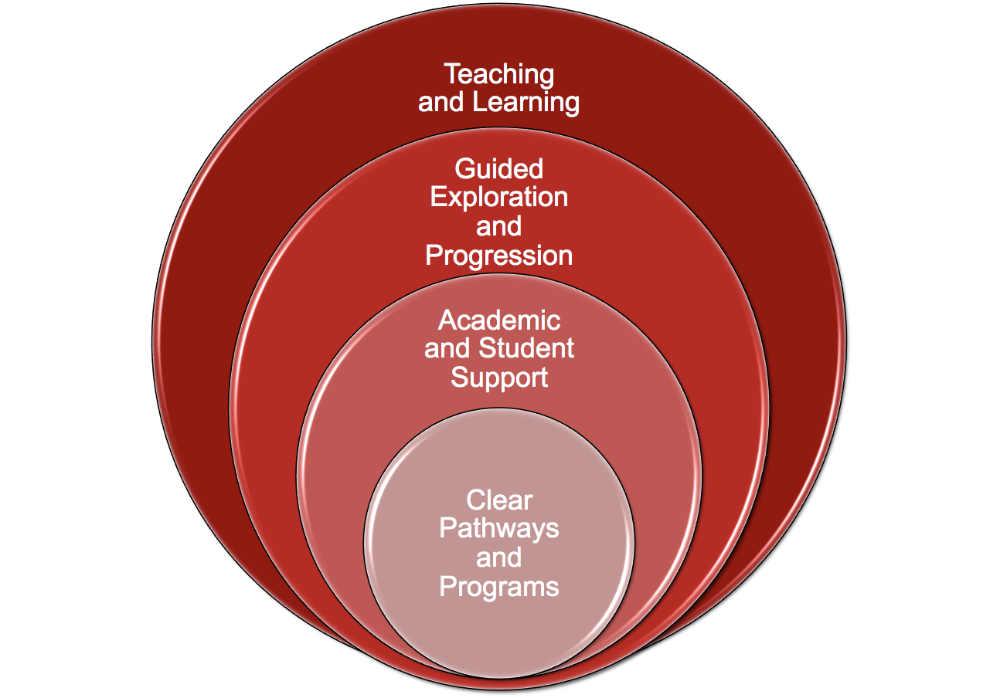 Teaching
and Learning
Guided
Exploration
and
Progression
Academic
and Student
Support
Clear
Pathways
and
Programs